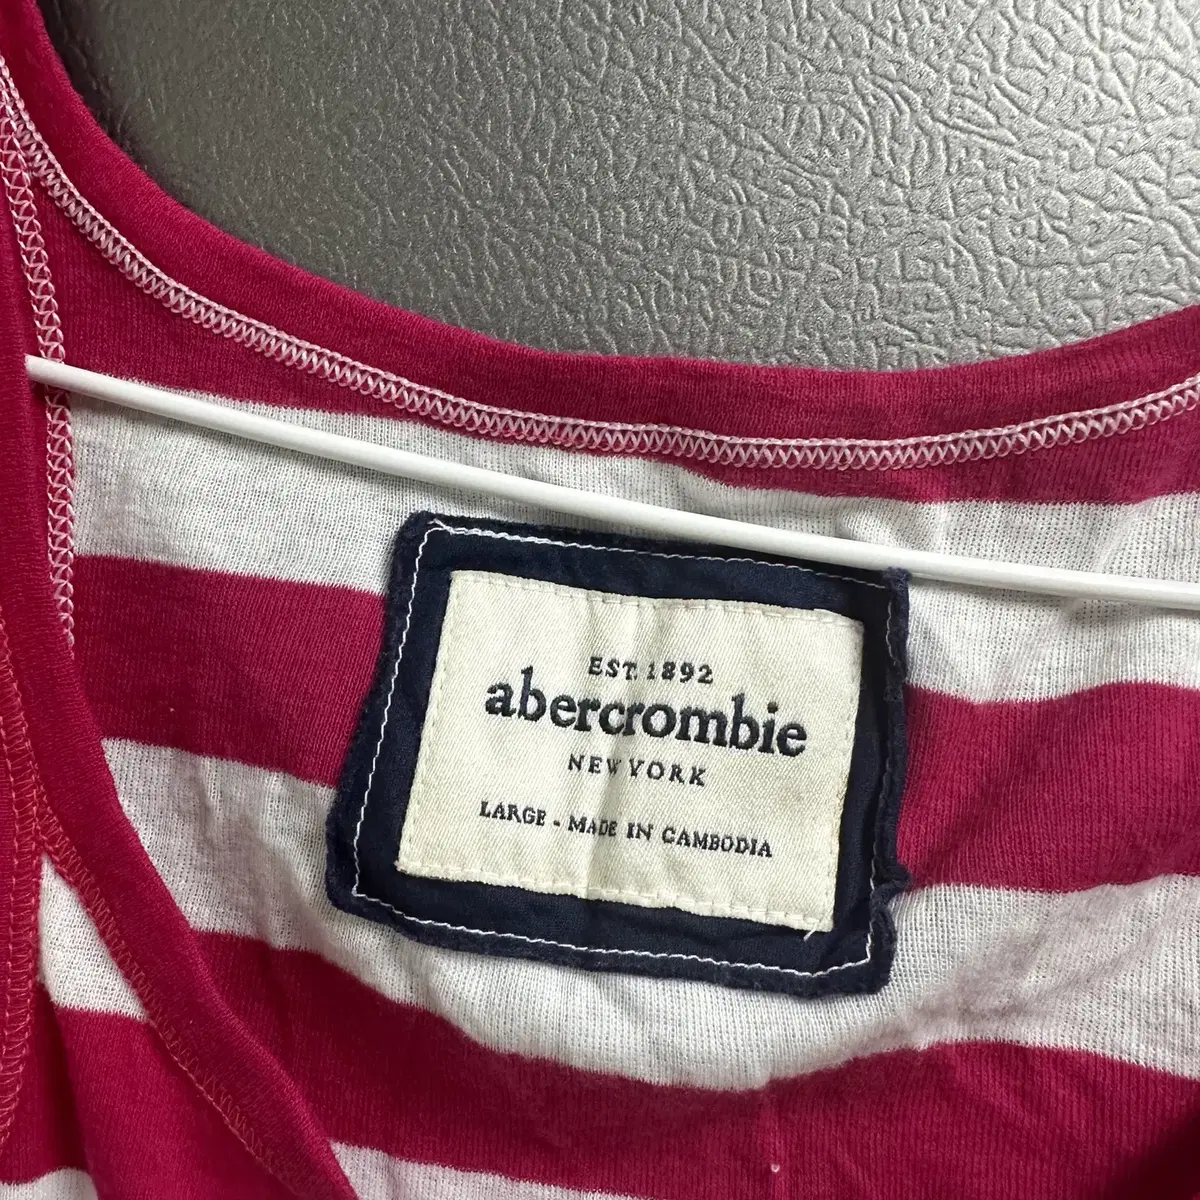 EST. 1892
abercrombie
NEW YORK
LARGE - MADE IN CAMBODIA